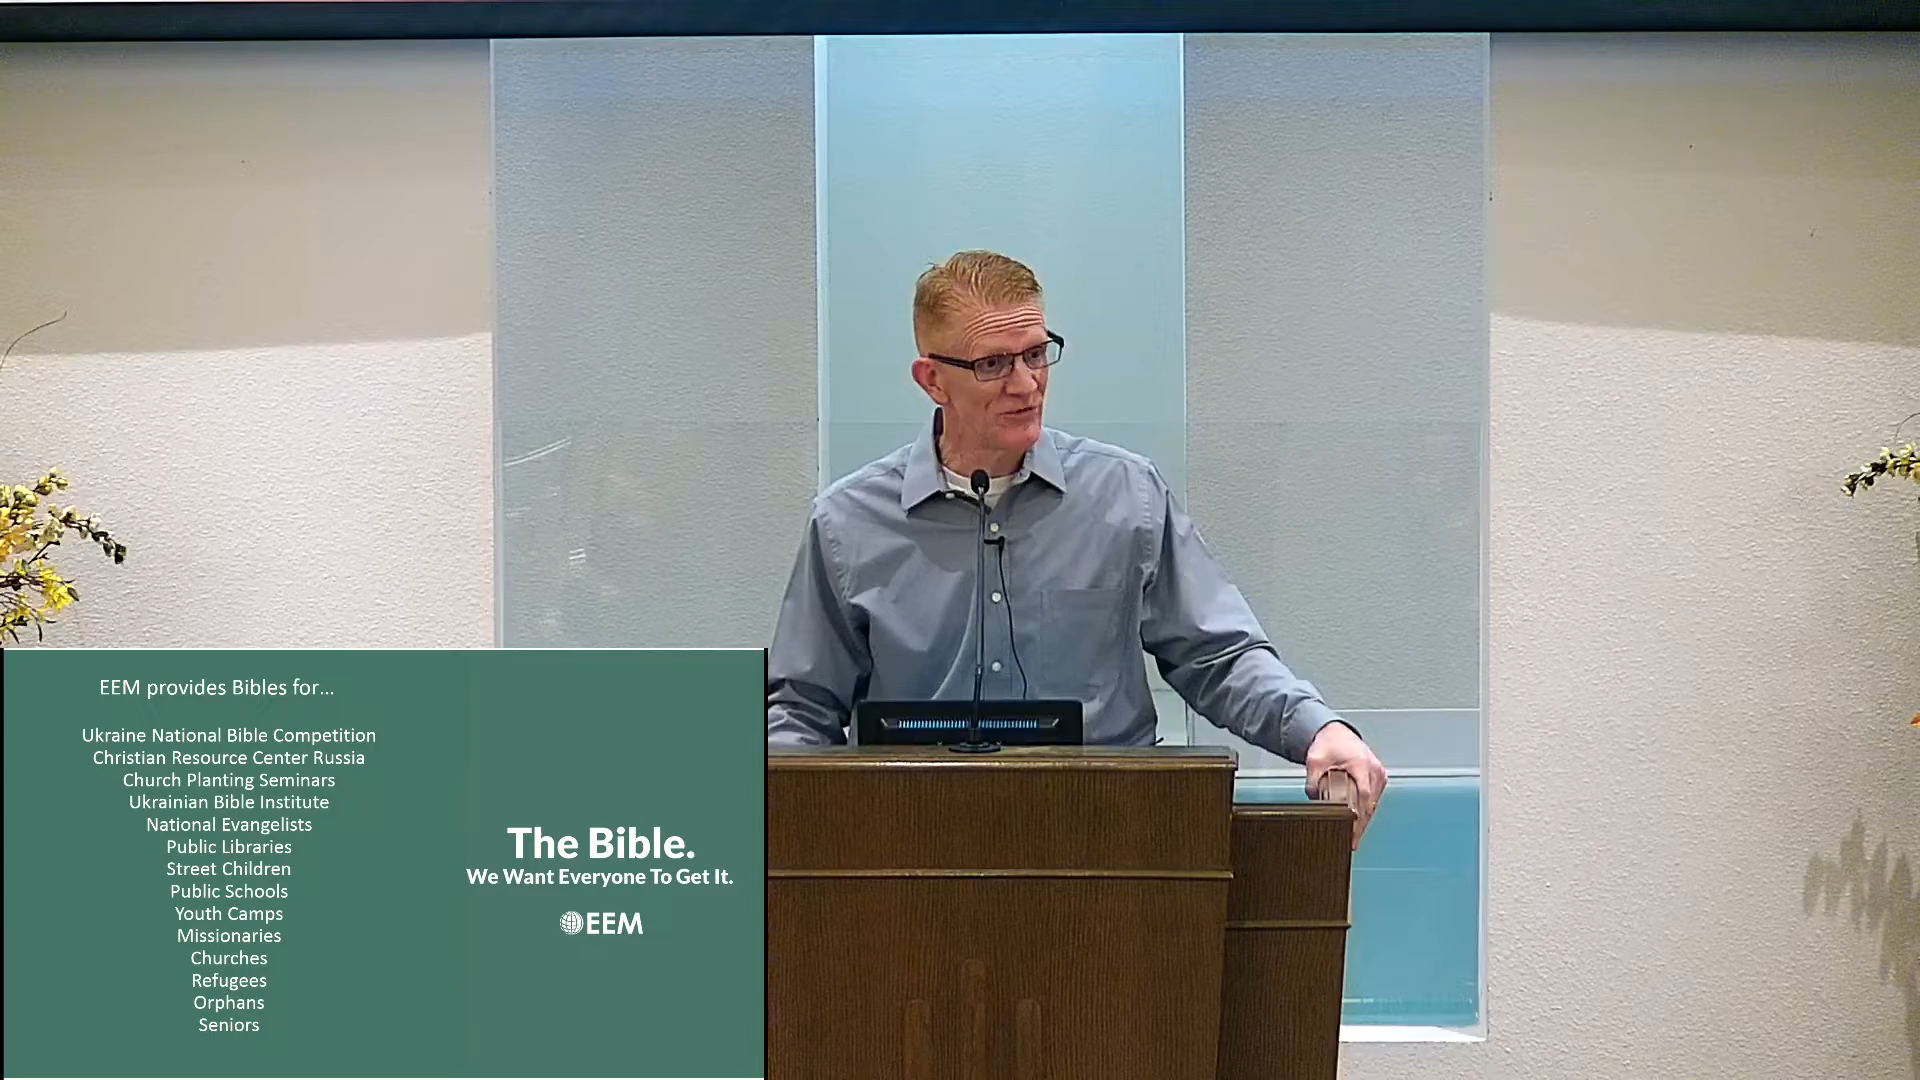 EEM provides Bibles for...
Ukraine National Bible Competition
Christian Resource Center Russia
Church Planting Seminars
Ukrainian Bible Institute
National Evangelists
Public Libraries
Street Children
Public Schools
Youth Camps
Missionaries
Churches
Refugees
Orphans
Seniors
The Bible.
We Want Everyone To Get It.
EEM